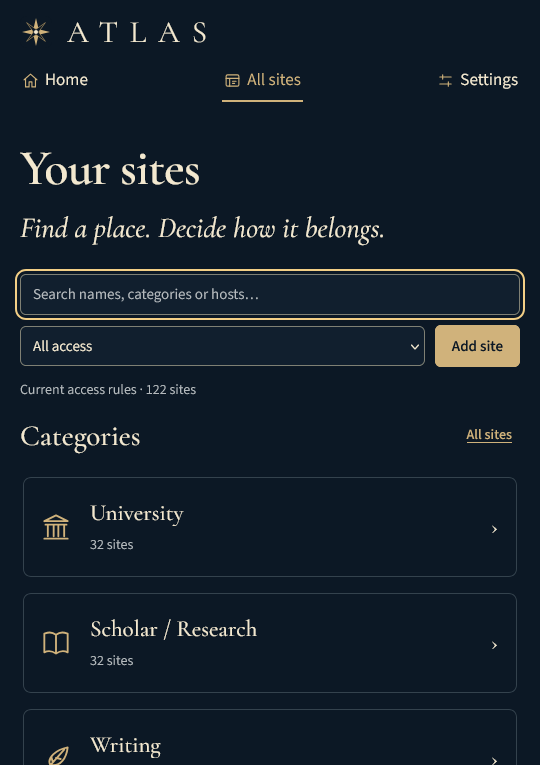 ATLAS
Home
All sites
Settings
Your sites
Find a place. Decide how it belongs.
Search names, categories or hosts…
All access
Add site
Current access rules · 122 sites
Categories
All sites
University
32 sites
Scholar / Research
32 sites
Writing